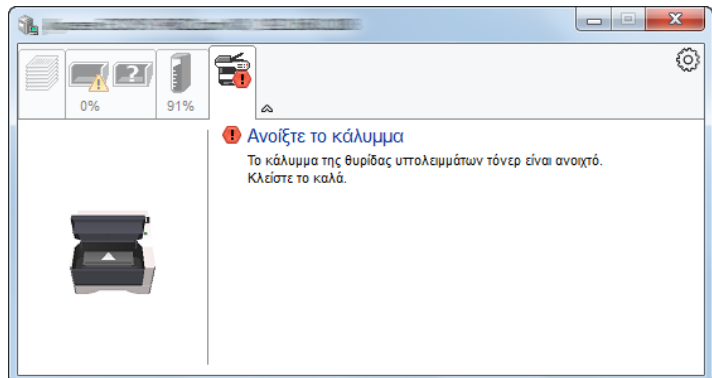 0%
91%
Ανοίξτε το κάλυμμα
Το κάλυμμα της θυρίδας υπολειμμάτων τόνερ είναι ανοιχτό.
Κλείστε το καλά.